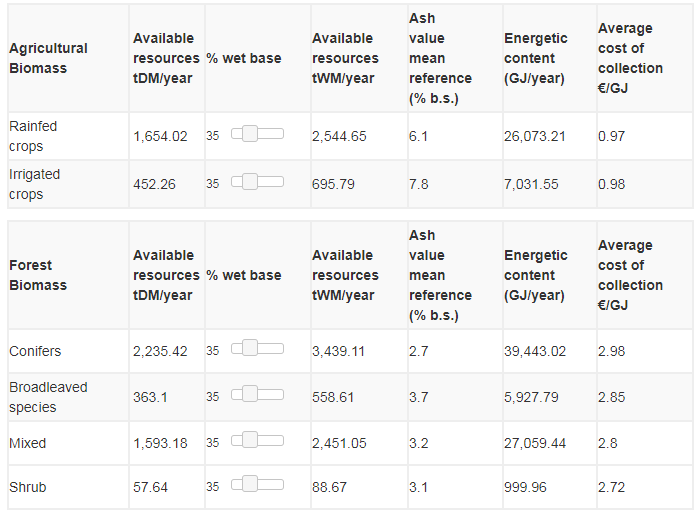 Agricultural Biomass | Available resources tDM/year | % wet base | Available resources tWM/year | Ash value mean reference (% b.s.) | Energetic content (GJ/year) | Average cost of collection €/GJ
Rainfed crops | 1,654.02 | 35 | 2,544.65 | 6.1 | 26,073.21 | 0.97
Irrigated crops | 452.26 | 35 | 695.79 | 7.8 | 7,031.55 | 0.98
Forest Biomass | Available resources tDM/year | % wet base | Available resources tWM/year | Ash value mean reference (% b.s.) | Energetic content (GJ/year) | Average cost of collection €/GJ
Conifers | 2,235.42 | 35 | 3,439.11 | 2.7 | 39,443.02 | 2.98
Broadleaved species | 363.1 | 35 | 558.61 | 3.7 | 5,927.79 | 2.85
Mixed | 1,593.18 | 35 | 2,451.05 | 3.2 | 27,059.44 | 2.8
Shrub | 57.64 | 35 | 88.67 | 3.1 | 999.96 | 2.72